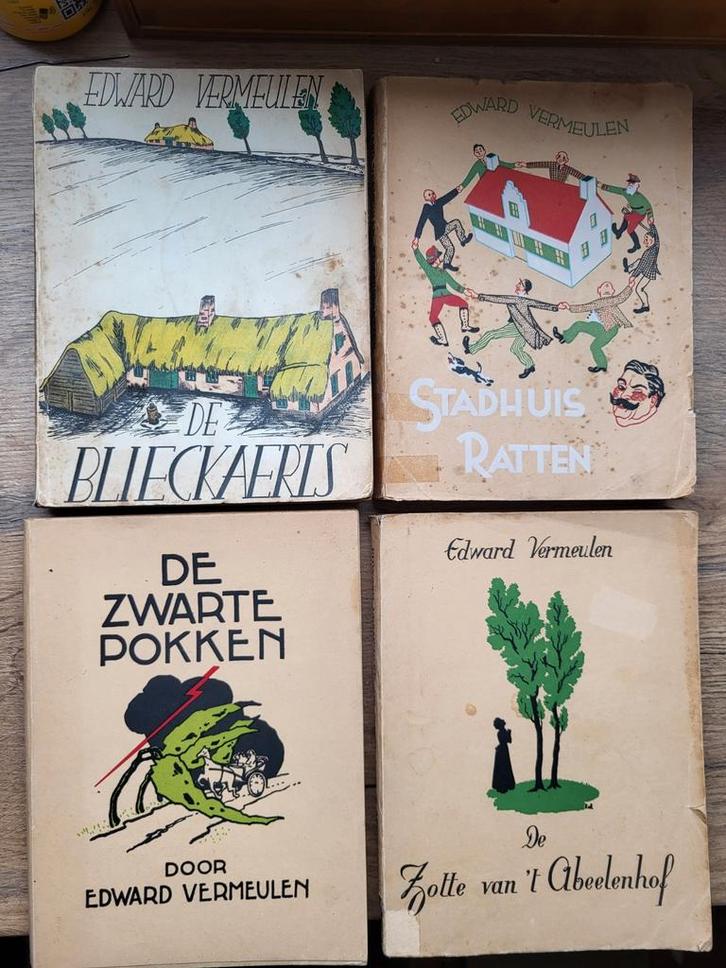 EDWARD VERMEULEN
DE
BLIECKAERTS
EDWARD VERMEULEN
STADHUIS
RATTEN
DE
ZWARTE
POKKEN
DOOR
EDWARD VERMEULEN
Edward Vermeulen
De
Zotte van 't Abeelenhof